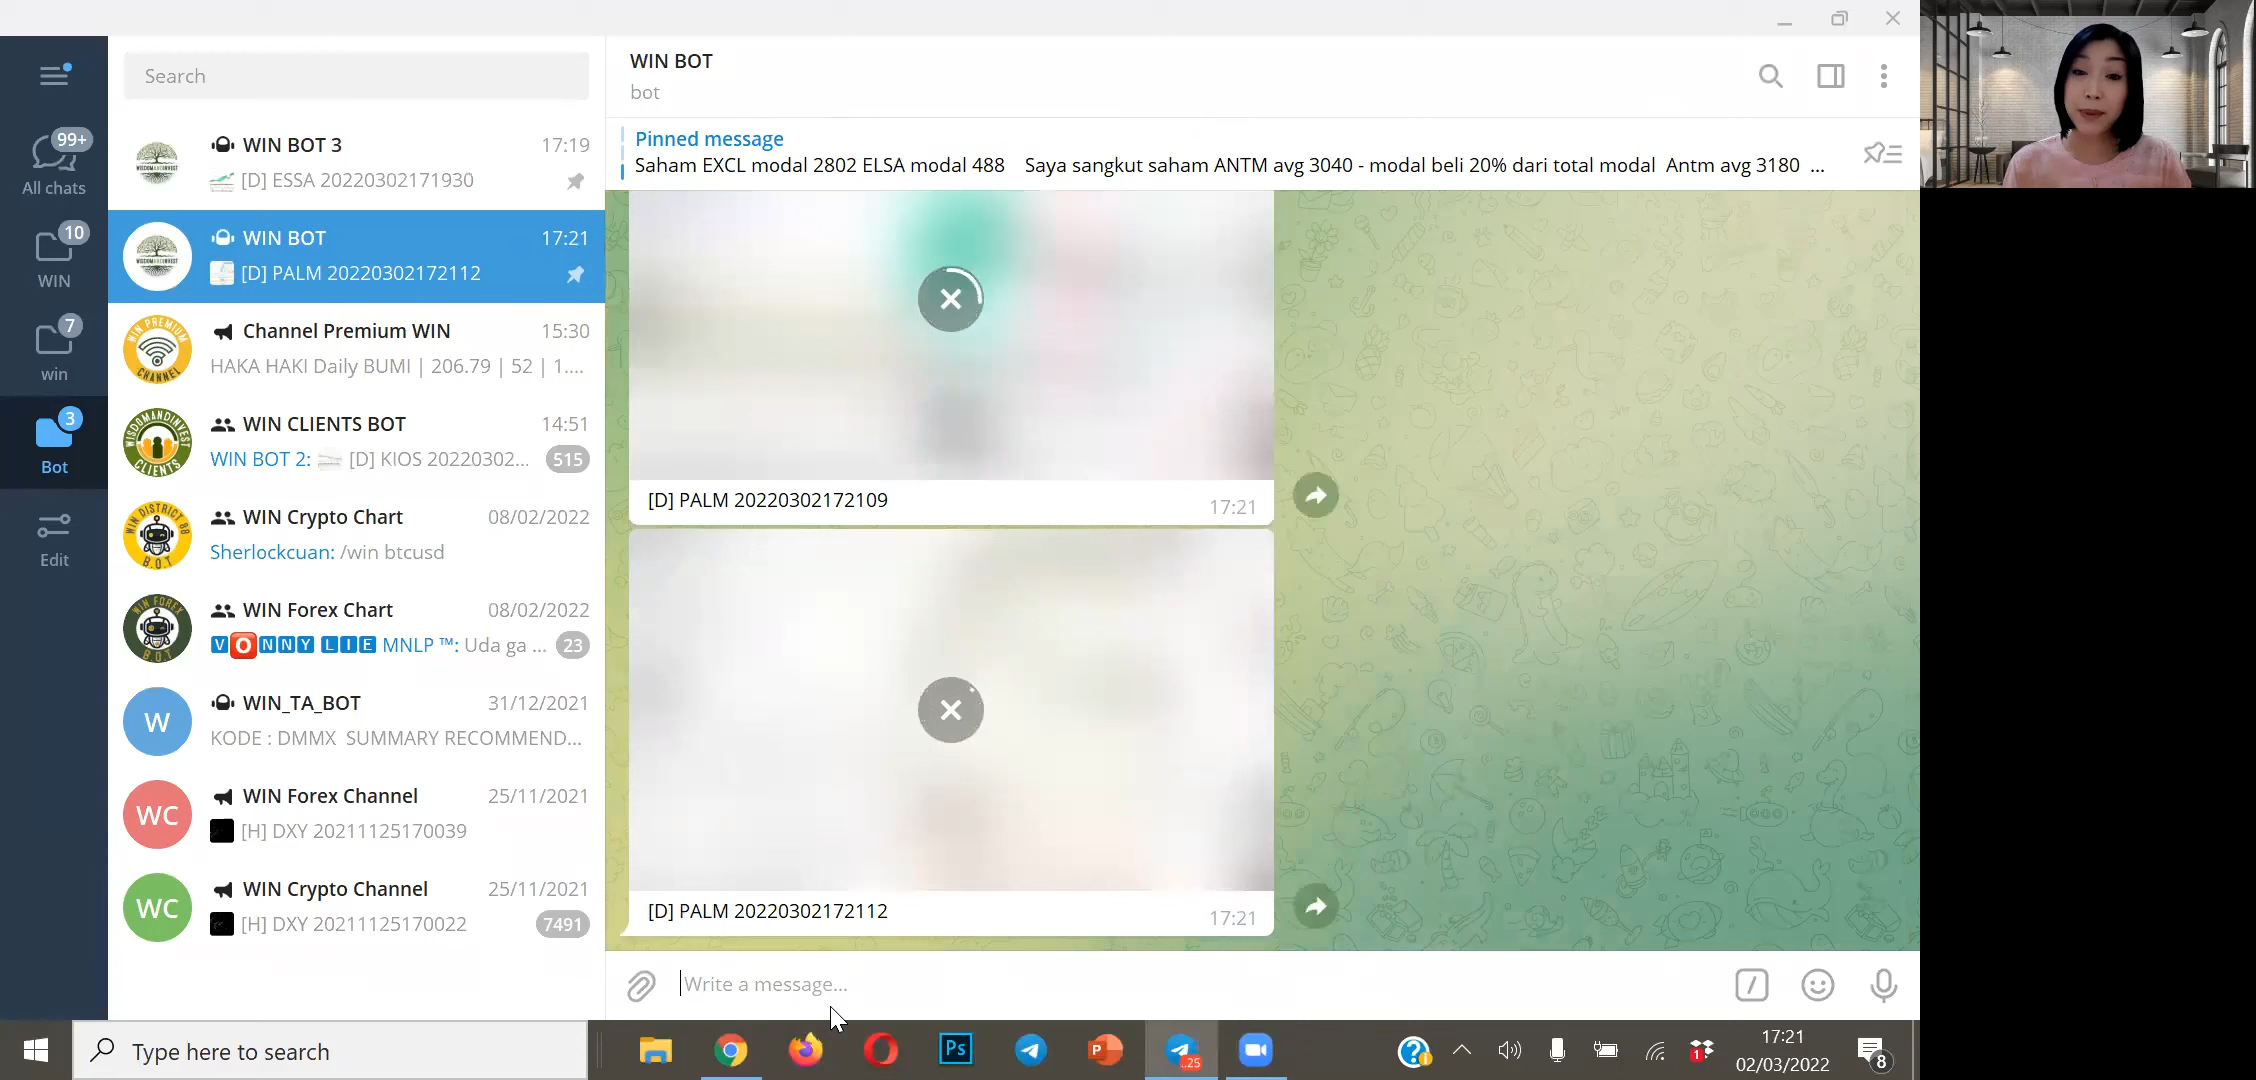 Search
99+
All chats
10
WIN
7
win
3
Bot
Edit
WIN BOT 3 17:19
[D] ESSA 20220302171930
WIN BOT 17:21
[D] PALM 20220302172112
Channel Premium WIN 15:30
HAKA HAKI Daily BUMI | 206.79 | 52 | 1....
WIN CLIENTS BOT 14:51
WIN BOT 2: [D] KIOS 20220302... 515
WIN Crypto Chart 08/02/2022
Sherlockcuan: /win btcusd
WIN Forex Chart 08/02/2022
VONNY LIE MNLP ™: Uda ga ... 23
W
WIN_TA_BOT 31/12/2021
KODE : DMMX SUMMARY RECOMMEND...
WC
WIN Forex Channel 25/11/2021
[H] DXY 20211125170039
WC
WIN Crypto Channel 25/11/2021
[H] DXY 20211125170022 7491
WIN BOT
bot
Pinned message
Saham EXCL modal 2802 ELSA modal 488 Saya sangkut saham ANTM avg 3040 - modal beli 20% dari total modal Antm avg 3180 ...
[D] PALM 20220302172109
17:21
[D] PALM 20220302172112
17:21
Write a message...
Type here to search
Ps
P
..25
1
17:21
02/03/2022
8